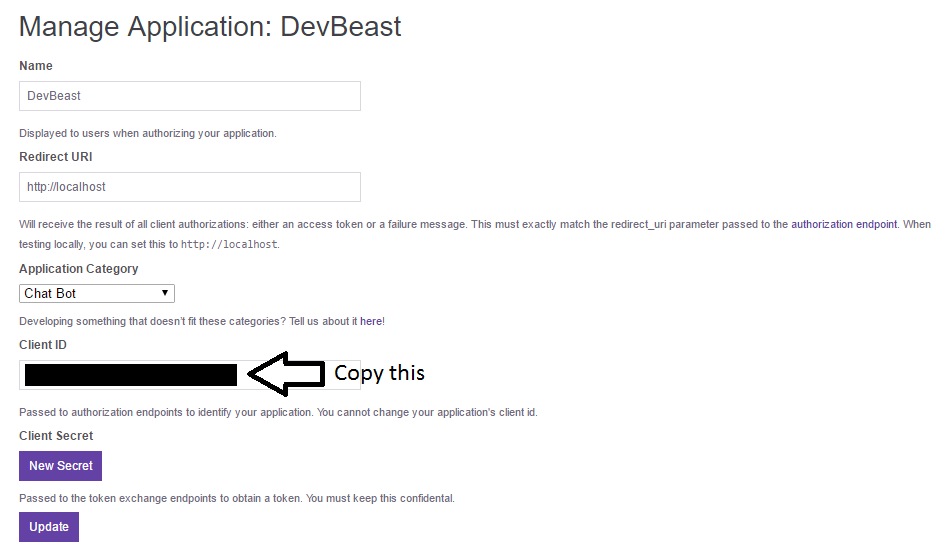 Manage Application: DevBeast
Name
DevBeast
Displayed to users when authorizing your application.
Redirect URI
http://localhost
Will receive the result of all client authorizations: either an access token or a failure message. This must exactly match the redirect_uri parameter passed to the authorization endpoint. When
testing locally, you can set this to http://localhost.
Application Category
Chat Bot
Developing something that doesn't fit these categories? Tell us about it here!
Client ID
Copy this
Passed to authorization endpoints to identify your application. You cannot change your application's client id.
Client Secret
New Secret
Passed to the token exchange endpoints to obtain a token. You must keep this confidental.
Update